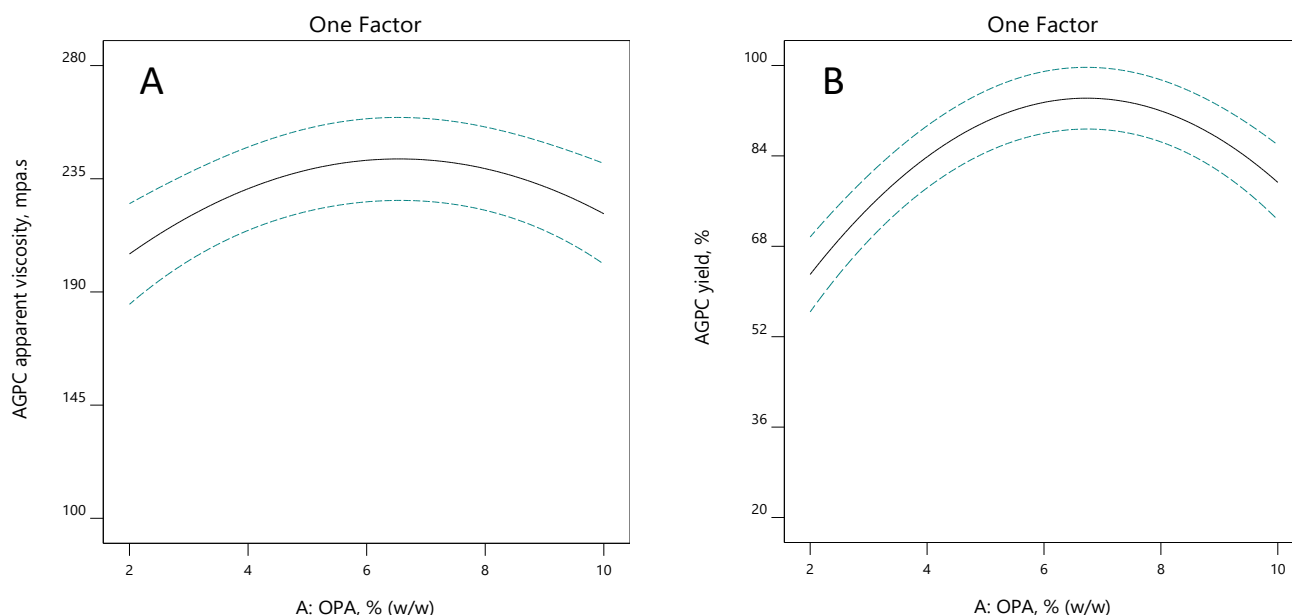 One Factor
A
280
235
190
145
100
AGPC apparent viscosity, mpa.s
2 4 6 8 10
A: OPA, % (w/w)
One Factor
B
100
84
68
52
36
20
AGPC yield, %
2 4 6 8 10
A: OPA, % (w/w)